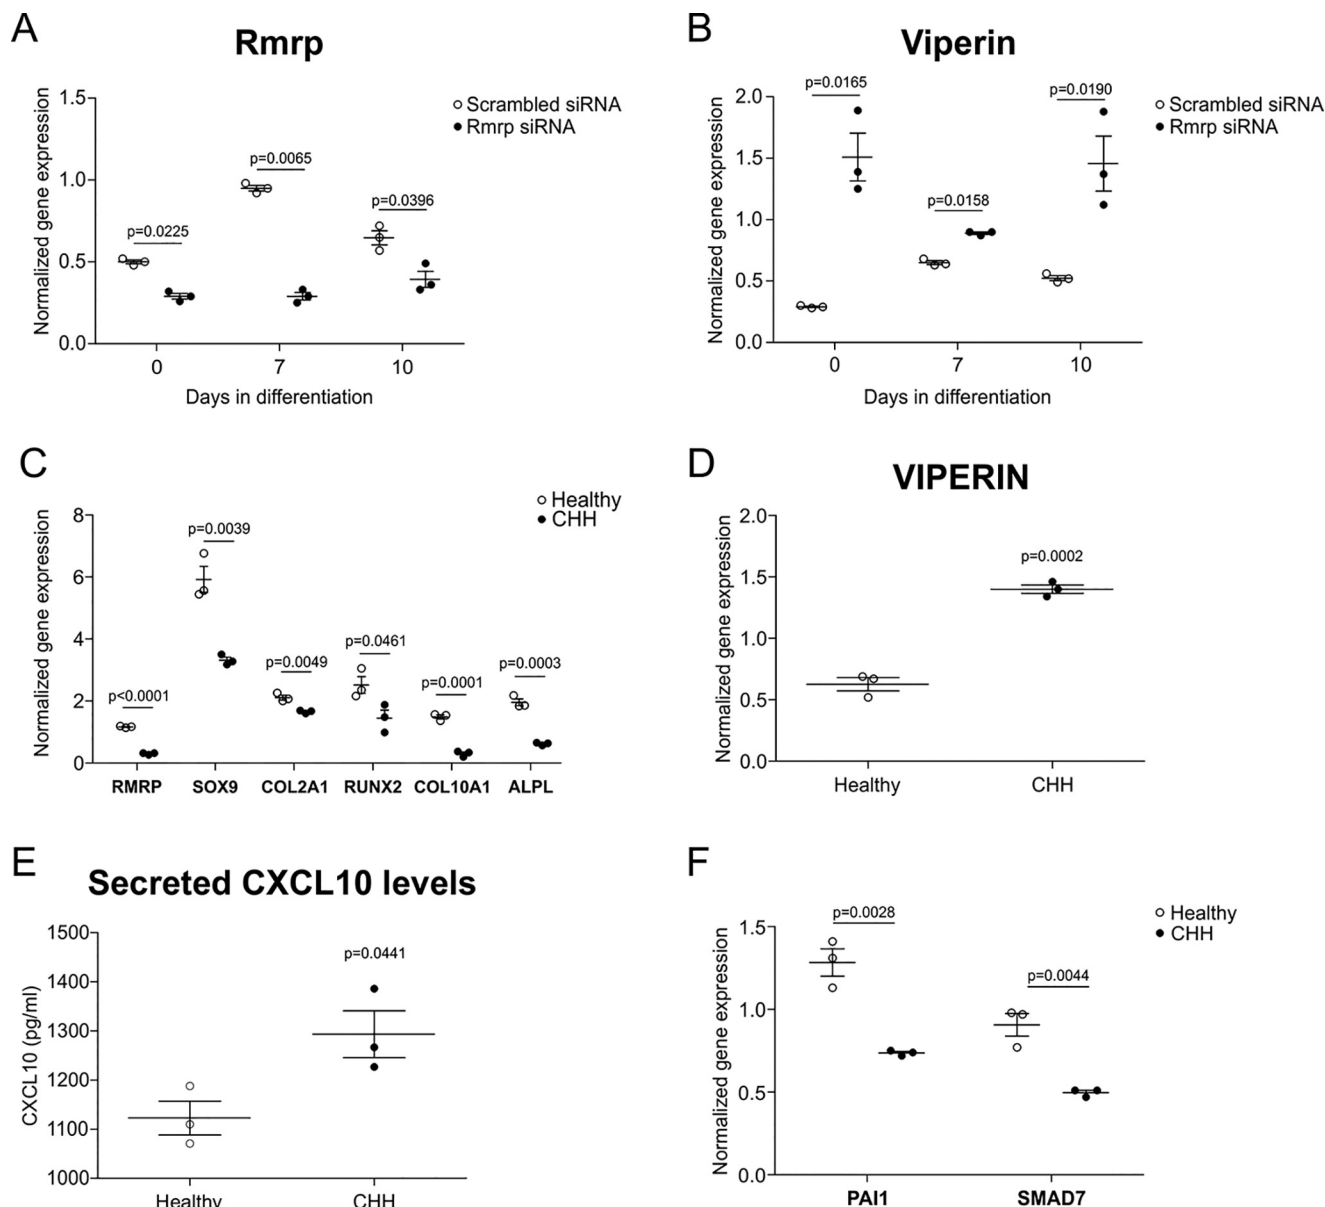 A
Rmrp
Normalized gene expression
1.5
1.0
0.5
0.0
p=0.0225
p=0.0065
p=0.0396
Scrambled siRNA
Rmrp siRNA
0 7 10
Days in differentiation
B
Viperin
Normalized gene expression
2.0
1.5
1.0
0.5
0.0
p=0.0165
p=0.0158
p=0.0190
Scrambled siRNA
Rmrp siRNA
0 7 10
Days in differentiation
C
Normalized gene expression
8
6
4
2
0
p<0.0001
p=0.0039
p=0.0049
p=0.0461
p=0.0001
p=0.0003
Healthy
CHH
RMRP SOX9 COL2A1 RUNX2 COL10A1 ALPL
D
VIPERIN
Normalized gene expression
2.0
1.5
1.0
0.5
0.0
p=0.0002
Healthy CHH
E
Secreted CXCL10 levels
CXCL10 (pg/ml)
1500
1400
1300
1200
1100
1000
p=0.0441
Healthy CHH
F
Normalized gene expression
1.5
1.0
0.5
0.0
p=0.0028
p=0.0044
Healthy
CHH
PAI1 SMAD7